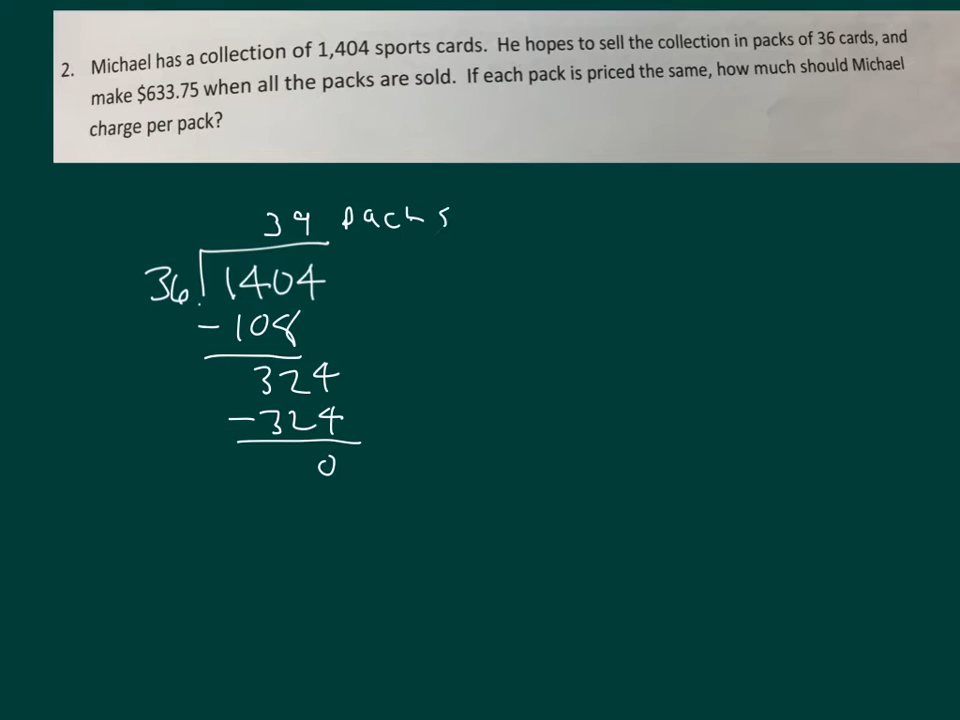 2. Michael has a collection of 1,404 sports cards. He hopes to sell the collection in packs of 36 cards, and
make $633.75 when all the packs are sold. If each pack is priced the same, how much should Michael
charge per pack?
39 packs
36 1404
-108
324
-324
0